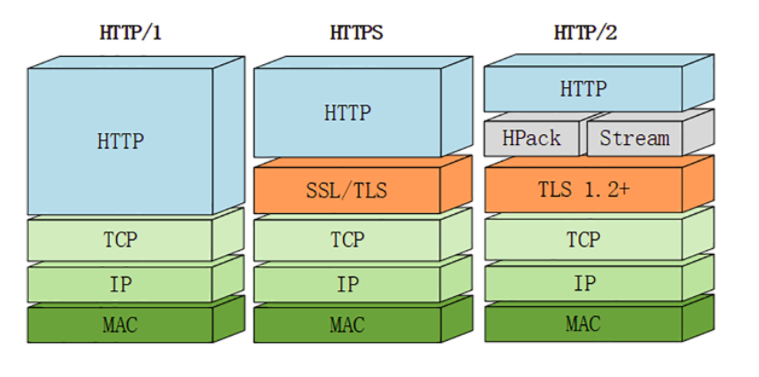 HTTP/1 HTTPS HTTP/2
HTTP HTTP HTTP
HPack Stream
SSL/TLS TLS 1.2+
TCP TCP TCP
IP IP IP
MAC MAC MAC